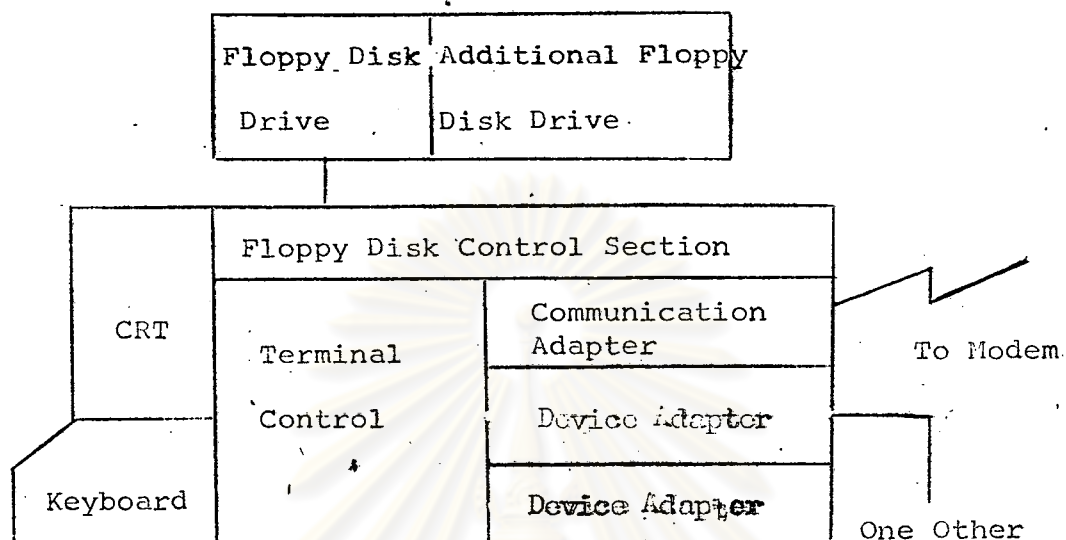 Floppy Disk
Drive
Additional Floppy
Disk Drive
Floppy Disk Control Section
CRT
Terminal
Control
Communication
Adapter
To Modem
Device Adapter
Device Adapter
Keyboard
One Other